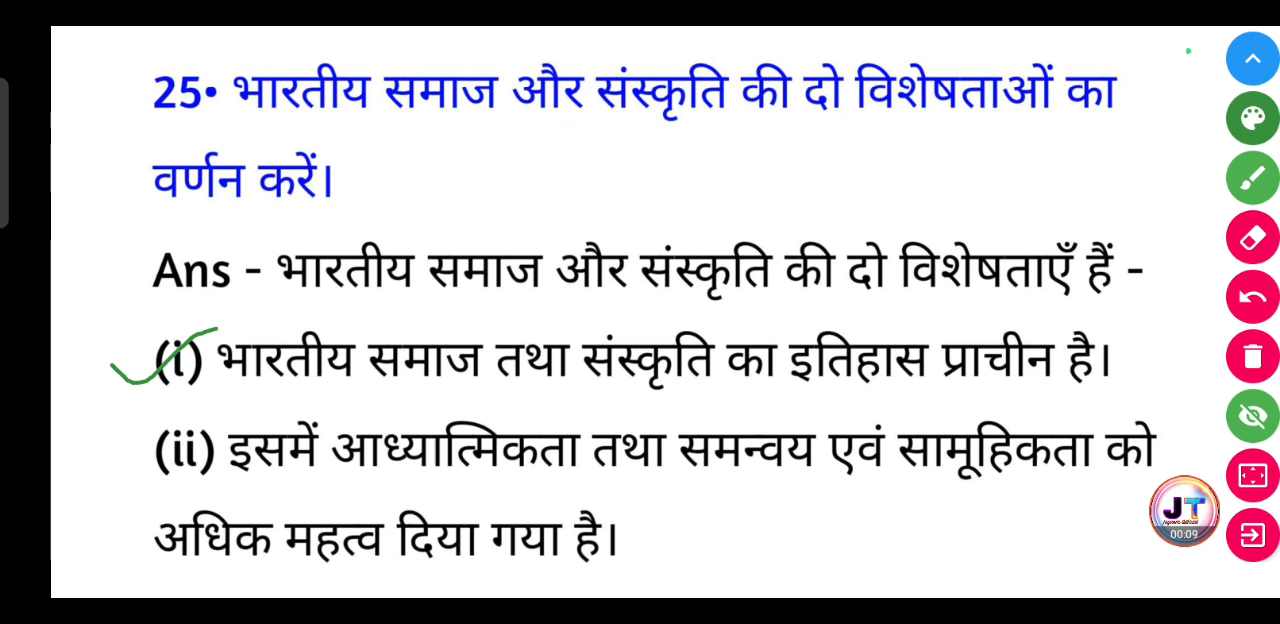 25• भारतीय समाज और संस्कृति की दो विशेषताओं का
वर्णन करें।
Ans - भारतीय समाज और संस्कृति की दो विशेषताएँ हैं -
(i) भारतीय समाज तथा संस्कृति का इतिहास प्राचीन है।
(ii) इसमें आध्यात्मिकता तथा समन्वय एवं सामूहिकता को
अधिक महत्व दिया गया है।
JT
00:09